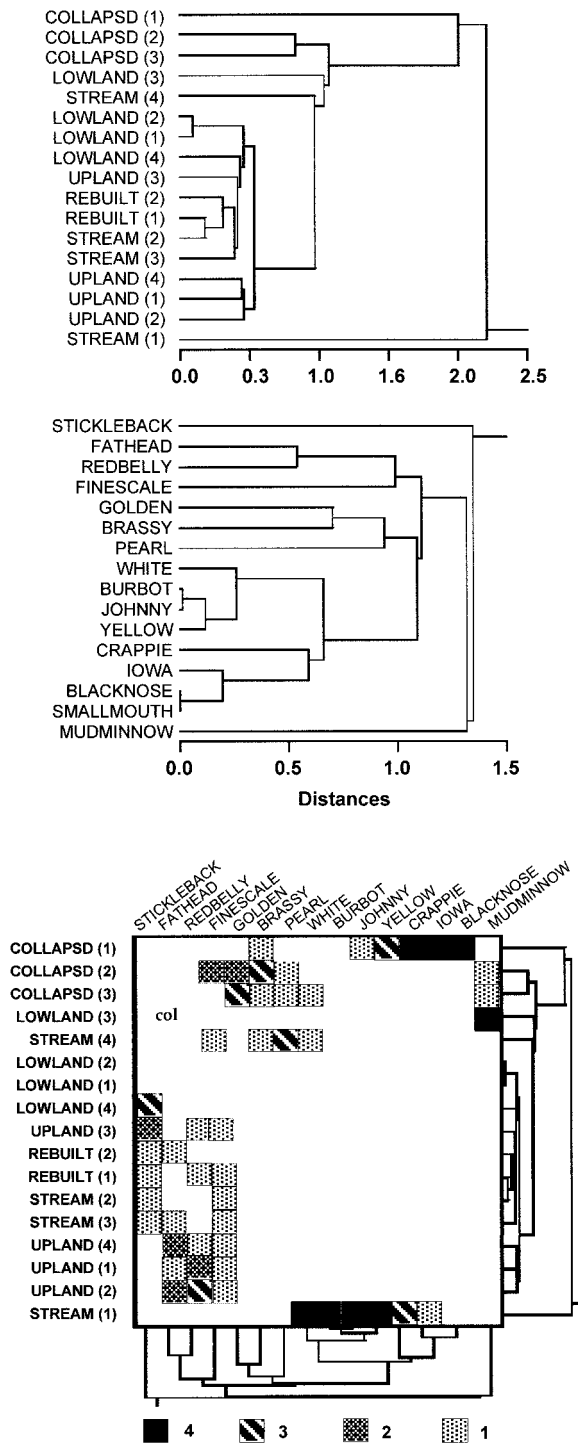 COLLAPSD (1)
COLLAPSD (2)
COLLAPSD (3)
LOWLAND (3)
STREAM (4)
LOWLAND (2)
LOWLAND (1)
LOWLAND (4)
UPLAND (3)
REBUILT (2)
REBUILT (1)
STREAM (2)
STREAM (3)
UPLAND (4)
UPLAND (1)
UPLAND (2)
STREAM (1)
0.0 0.3 1.0 1.6 2.0 2.5
STICKLEBACK
FATHEAD
REDBELLY
FINESCALE
GOLDEN
BRASSY
PEARL
WHITE
BURBOT
JOHNNY
YELLOW
CRAPPIE
IOWA
BLACKNOSE
SMALLMOUTH
MUDMINNOW
0.0 0.5 1.0 1.5
Distances
STICKLEBACK
FATHEAD
REDBELLY
FINESCALE
GOLDEN
BRASSY
PEARL
WHITE
BURBOT
JOHNNY
YELLOW
CRAPPIE
IOWA
BLACKNOSE
MUDMINNOW
COLLAPSD (1)
COLLAPSD (2)
COLLAPSD (3)
LOWLAND (3) col
STREAM (4)
LOWLAND (2)
LOWLAND (1)
LOWLAND (4)
UPLAND (3)
REBUILT (2)
REBUILT (1)
STREAM (2)
STREAM (3)
UPLAND (4)
UPLAND (1)
UPLAND (2)
STREAM (1)
4 3 2 1